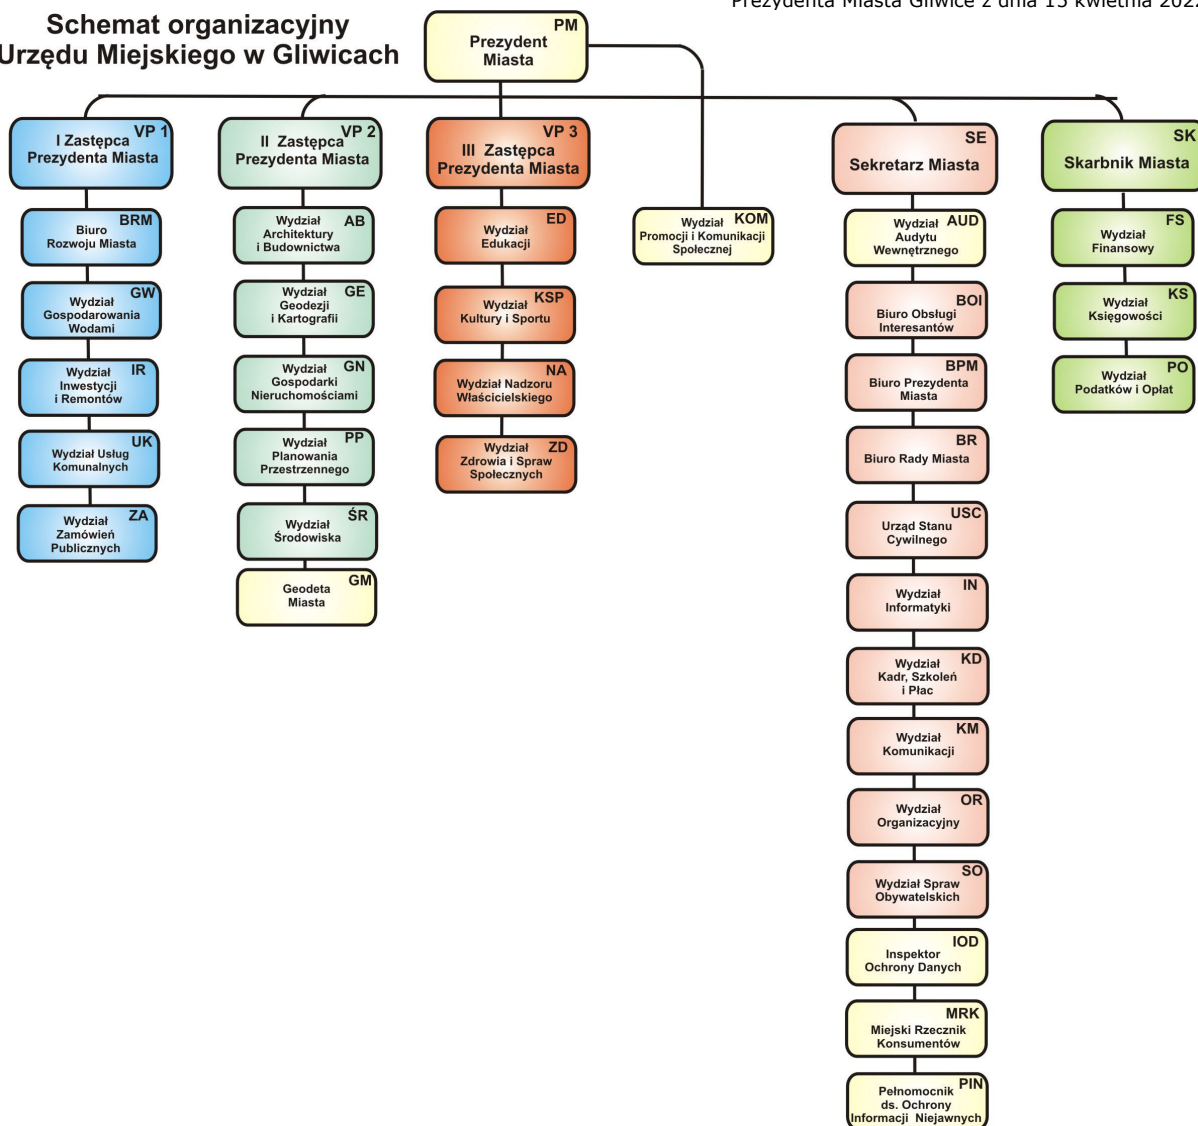 Prezydenta Miasta Gliwice z dnia 15 kwietnia 2022
Schemat organizacyjny
Urzędu Miejskiego w Gliwicach
PM
Prezydent
Miasta
VP 1
I Zastępca
Prezydenta Miasta
VP 2
II Zastępca
Prezydenta Miasta
VP 3
III Zastępca
Prezydenta Miasta
SE
Sekretarz Miasta
SK
Skarbnik Miasta
BRM
Biuro
Rozwoju Miasta
GW
Wydział
Gospodarowania
Wodami
IR
Wydział
Inwestycji
i Remontów
UK
Wydział Usług
Komunalnych
ZA
Wydział
Zamówień
Publicznych
AB
Wydział
Architektury
i Budownictwa
GE
Wydział
Geodezji
i Kartografii
GN
Wydział
Gospodarki
Nieruchomościami
PP
Wydział
Planowania
Przestrzennego
ŚR
Wydział
Środowiska
GM
Geodeta
Miasta
ED
Wydział
Edukacji
KSP
Wydział
Kultury i Sportu
NA
Wydział Nadzoru
Właścicielskiego
ZD
Wydział
Zdrowia i Spraw
Społecznych
KOM
Wydział
Promocji i Komunikacji
Społecznej
AUD
Wydział
Audytu
Wewnętrznego
BOI
Biuro Obsługi
Interesantów
BPM
Biuro Prezydenta
Miasta
BR
Biuro Rady Miasta
USC
Urząd Stanu
Cywilnego
IN
Wydział
Informatyki
KD
Wydział
Kadr, Szkoleń
i Płac
KM
Wydział
Komunikacji
OR
Wydział
Organizacyjny
SO
Wydział Spraw
Obywatelskich
IOD
Inspektor
Ochrony Danych
MRK
Miejski Rzecznik
Konsumentów
PIN
Pełnomocnik
ds. Ochrony
Informacji Niejawnych
FS
Wydział
Finansowy
KS
Wydział
Księgowości
PO
Wydział
Podatków i Opłat